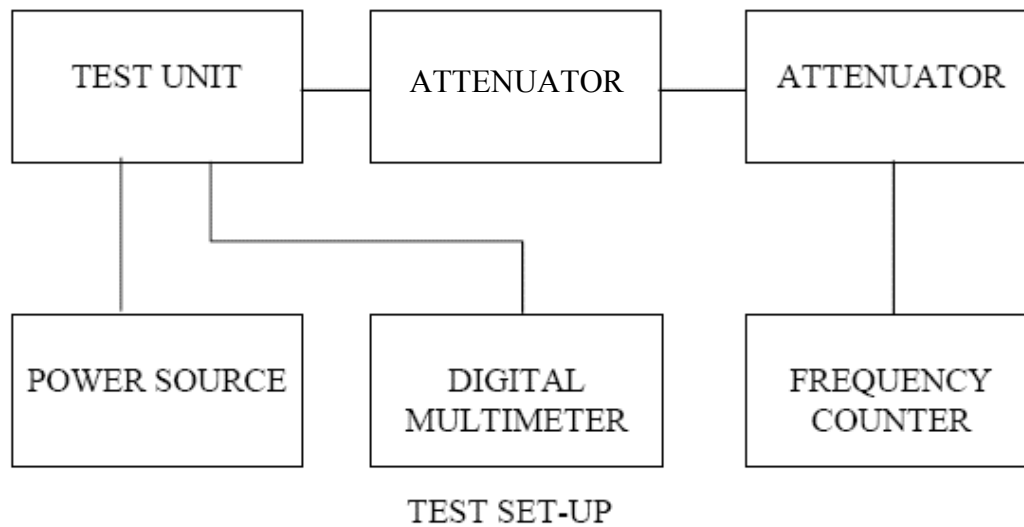 TEST UNIT
ATTENUATOR
ATTENUATOR
POWER SOURCE
DIGITAL
MULTIMETER
FREQUENCY
COUNTER
TEST SET-UP